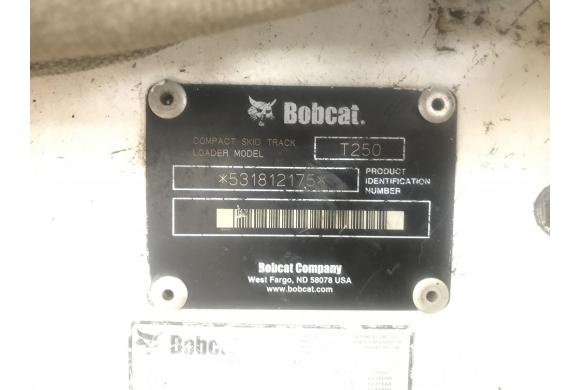 Bobcat.
COMPACT SKID TRACK
LOADER MODEL
T250
*531812175*
PRODUCT
IDENTIFICATION
NUMBER
Bobcat Company
West Fargo, ND 58078 USA
www.bobcat.com
Bobcat